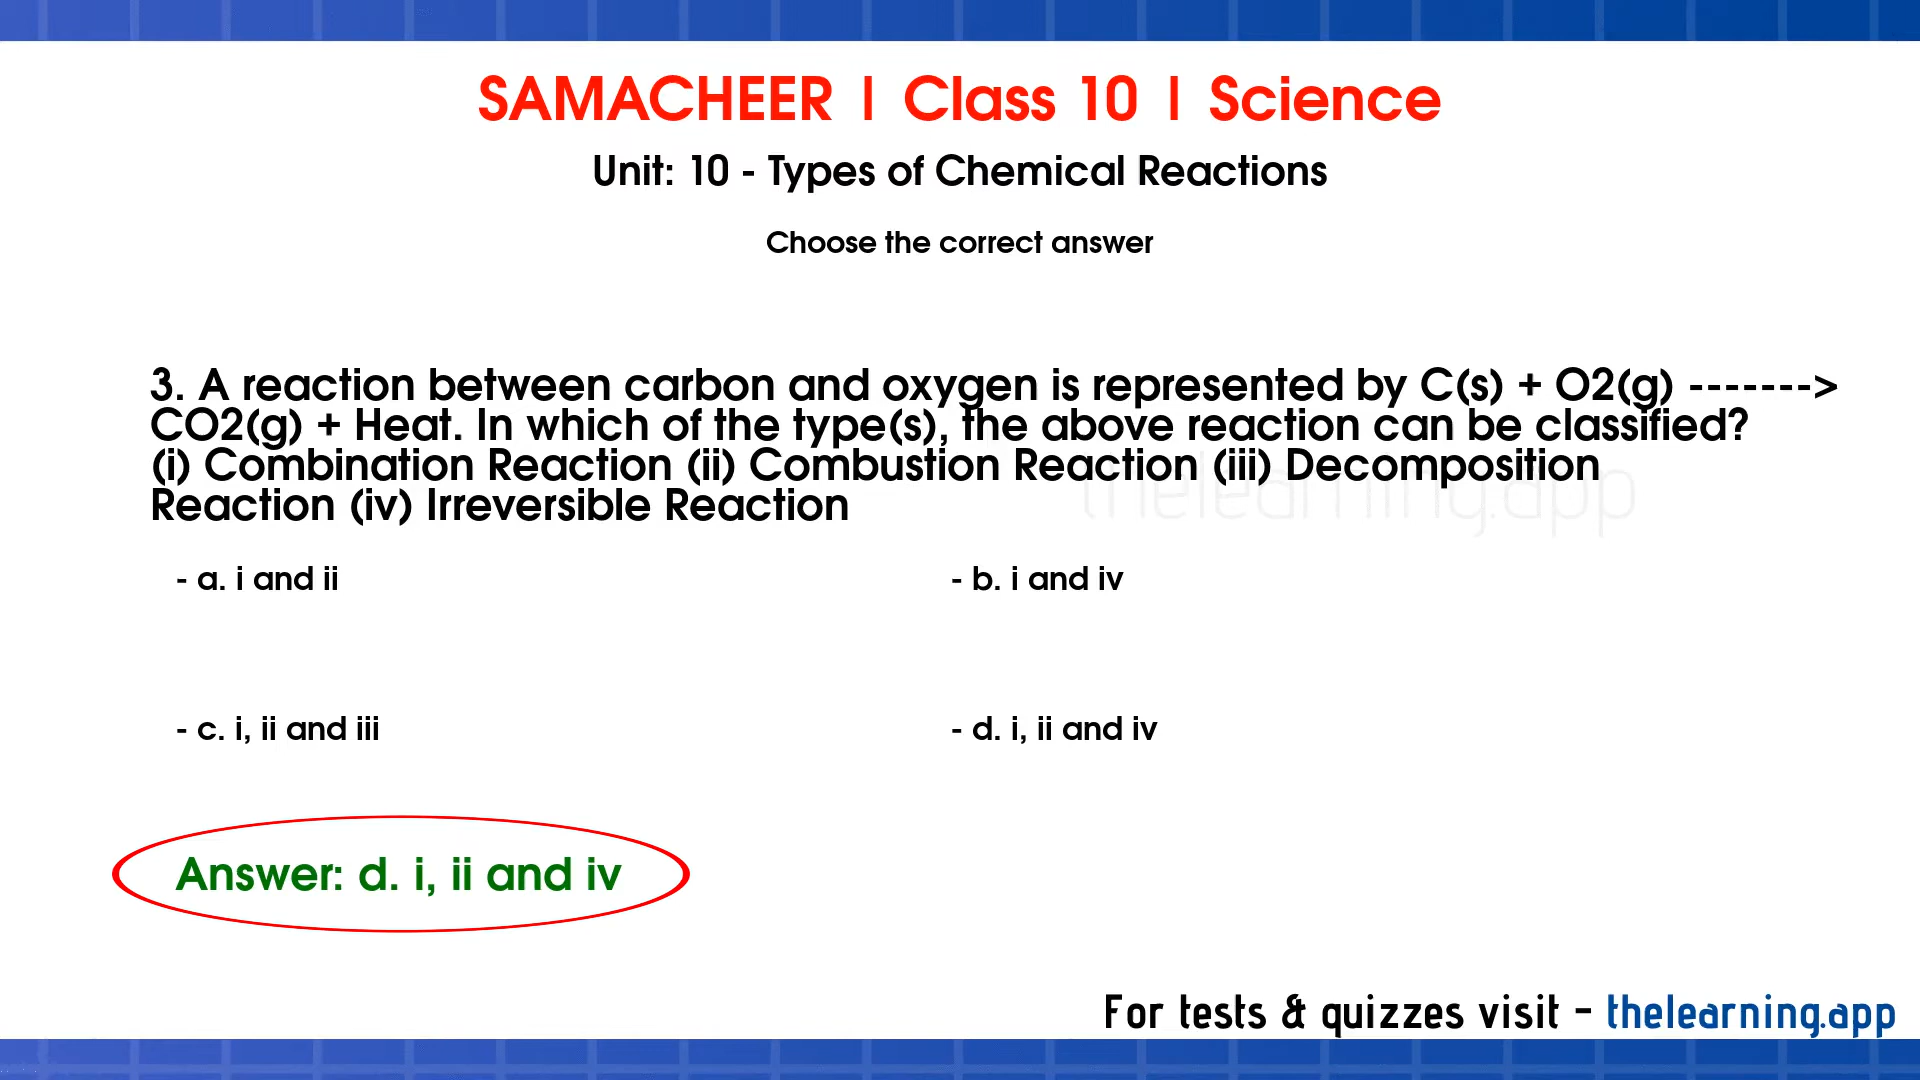 SAMACHEER | Class 10 | Science
Unit: 10 - Types of Chemical Reactions
Choose the correct answer
3. A reaction between carbon and oxygen is represented by C(s) + O2(g) ------->
CO2(g) + Heat. In which of the type(s), the above reaction can be classified?
(i) Combination Reaction (ii) Combustion Reaction (iii) Decomposition
Reaction (iv) Irreversible Reaction
thelearning.app
- a. i and ii
- b. i and iv
- c. i, ii and iii
- d. i, ii and iv
Answer: d. i, ii and iv
For tests & quizzes visit - thelearning.app